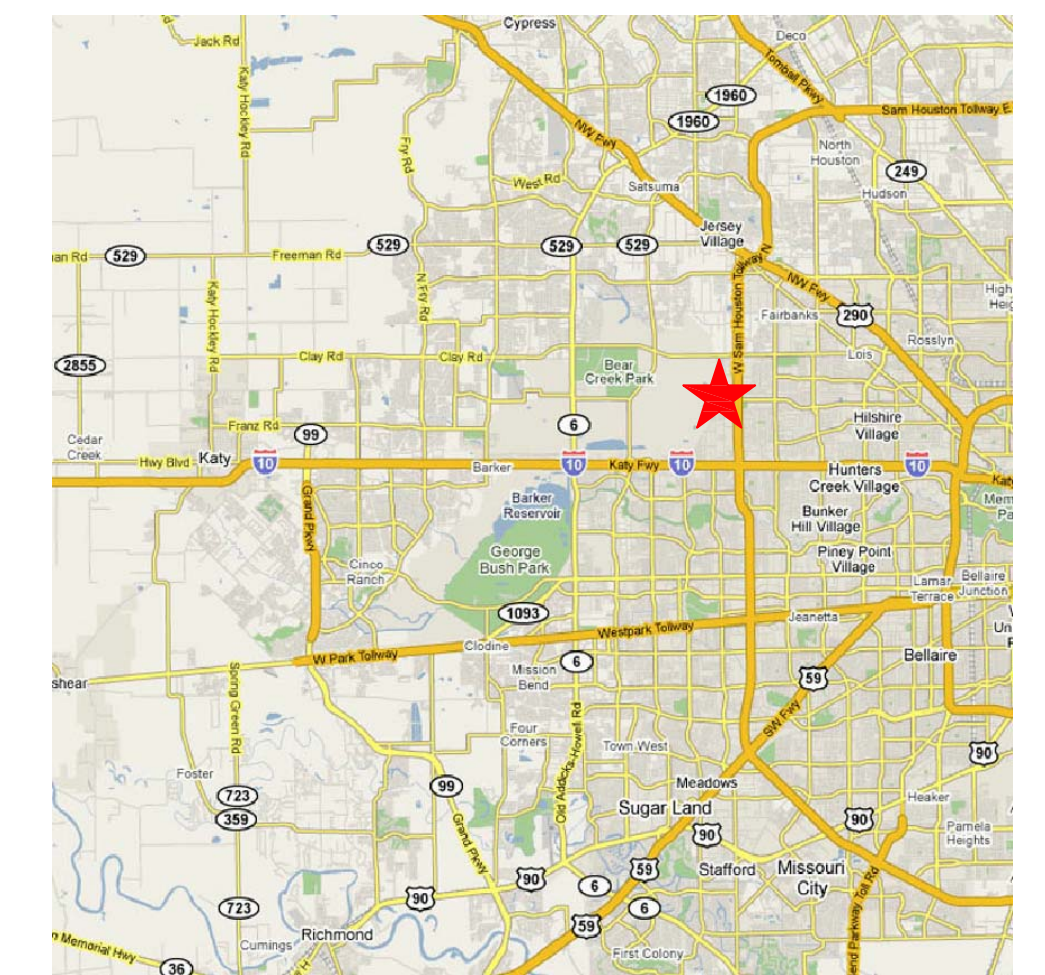 Cypress
Deco
Jack Rd
Katy Hockley Rd
Tomball Pkwy
1960
Sam Houston Tollway E
1960
NW Fwy
North
Houston
Fry Rd
249
West Rd
Satsuma
Hudson
Jersey
Village
529
529
529
529
Freeman Rd
W Sam Houston Tollway N
N Fry Rd
Katy Hockley Rd
NW Fwy
290
Fairbanks
Rosslyn
Clay Rd
Clay Rd
Lois
2855
Bear
Creek Park
Franz Rd
99
6
Hilshire
Village
Cedar
Creek
Hwy Blvd
Katy
10
Barker
10
Katy Fwy
10
Hunters
Creek Village
10
Grand Pkwy
Barker
Reservoir
Bunker
Hill Village
George
Bush Park
Piney Point
Village
Cinco
Ranch
Lamar
Terrace
Bellaire
Junction
1093
Westpark Tollway
Jeanetta
Clodine
W Park Tollway
6
Bellaire
shear
Mission
Bend
59
Spring Green Rd
SW Fwy
Four
Corners
Town West
90
Old Addicks-Howell Rd
Foster
99
Meadows
723
359
Sugar Land
Heaker
90
90
Grand Pkwy
Pamela
Heights
Stafford
Missouri
City
59
90
6
90
723
6
59
Richmond
Cummings
First Colony
Memorial Hwy
36